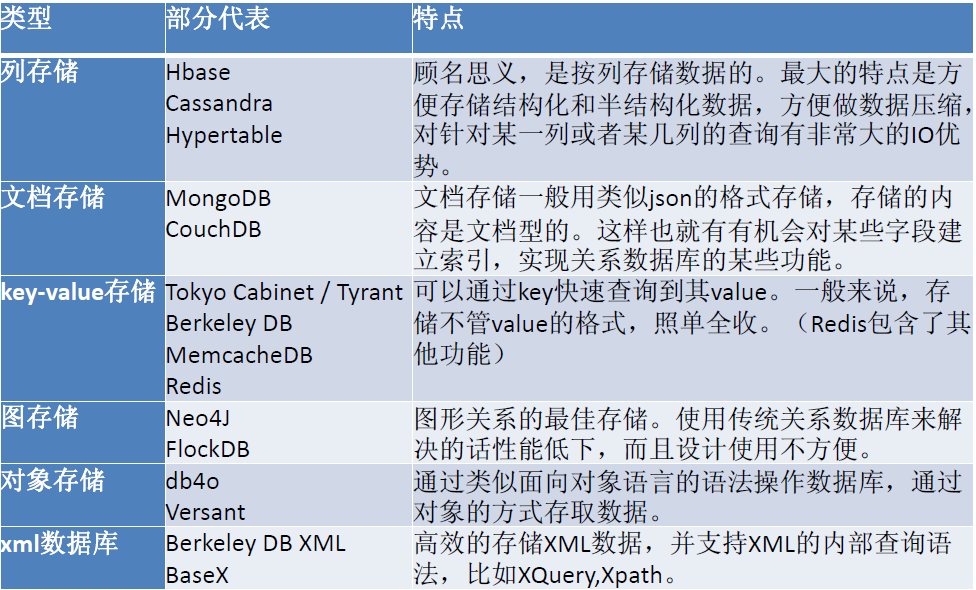 类型 部分代表 特点
列存储
Hbase
Cassandra
Hypertable
顾名思义，是按列存储数据的。最大的特点是方
便存储结构化和半结构化数据，方便做数据压缩，
对针对某一列或者某几列的查询有非常大的IO优
势。
文档存储
MongoDB
CouchDB
文档存储一般用类似json的格式存储，存储的内
容是文档型的。这样也就有有机会对某些字段建
立索引，实现关系数据库的某些功能。
key-value存储
Tokyo Cabinet / Tyrant
Berkeley DB
MemcacheDB
Redis
可以通过key快速查询到其value。一般来说，存
储不管value的格式，照单全收。（Redis包含了其
他功能）
图存储
Neo4J
FlockDB
图形关系的最佳存储。使用传统关系数据库来解
决的话性能低下，而且设计使用不方便。
对象存储
db4o
Versant
通过类似面向对象语言的语法操作数据库，通过
对象的方式存取数据。
xml数据库
Berkeley DB XML
BaseX
高效的存储XML数据，并支持XML的内部查询语
法，比如XQuery,Xpath。